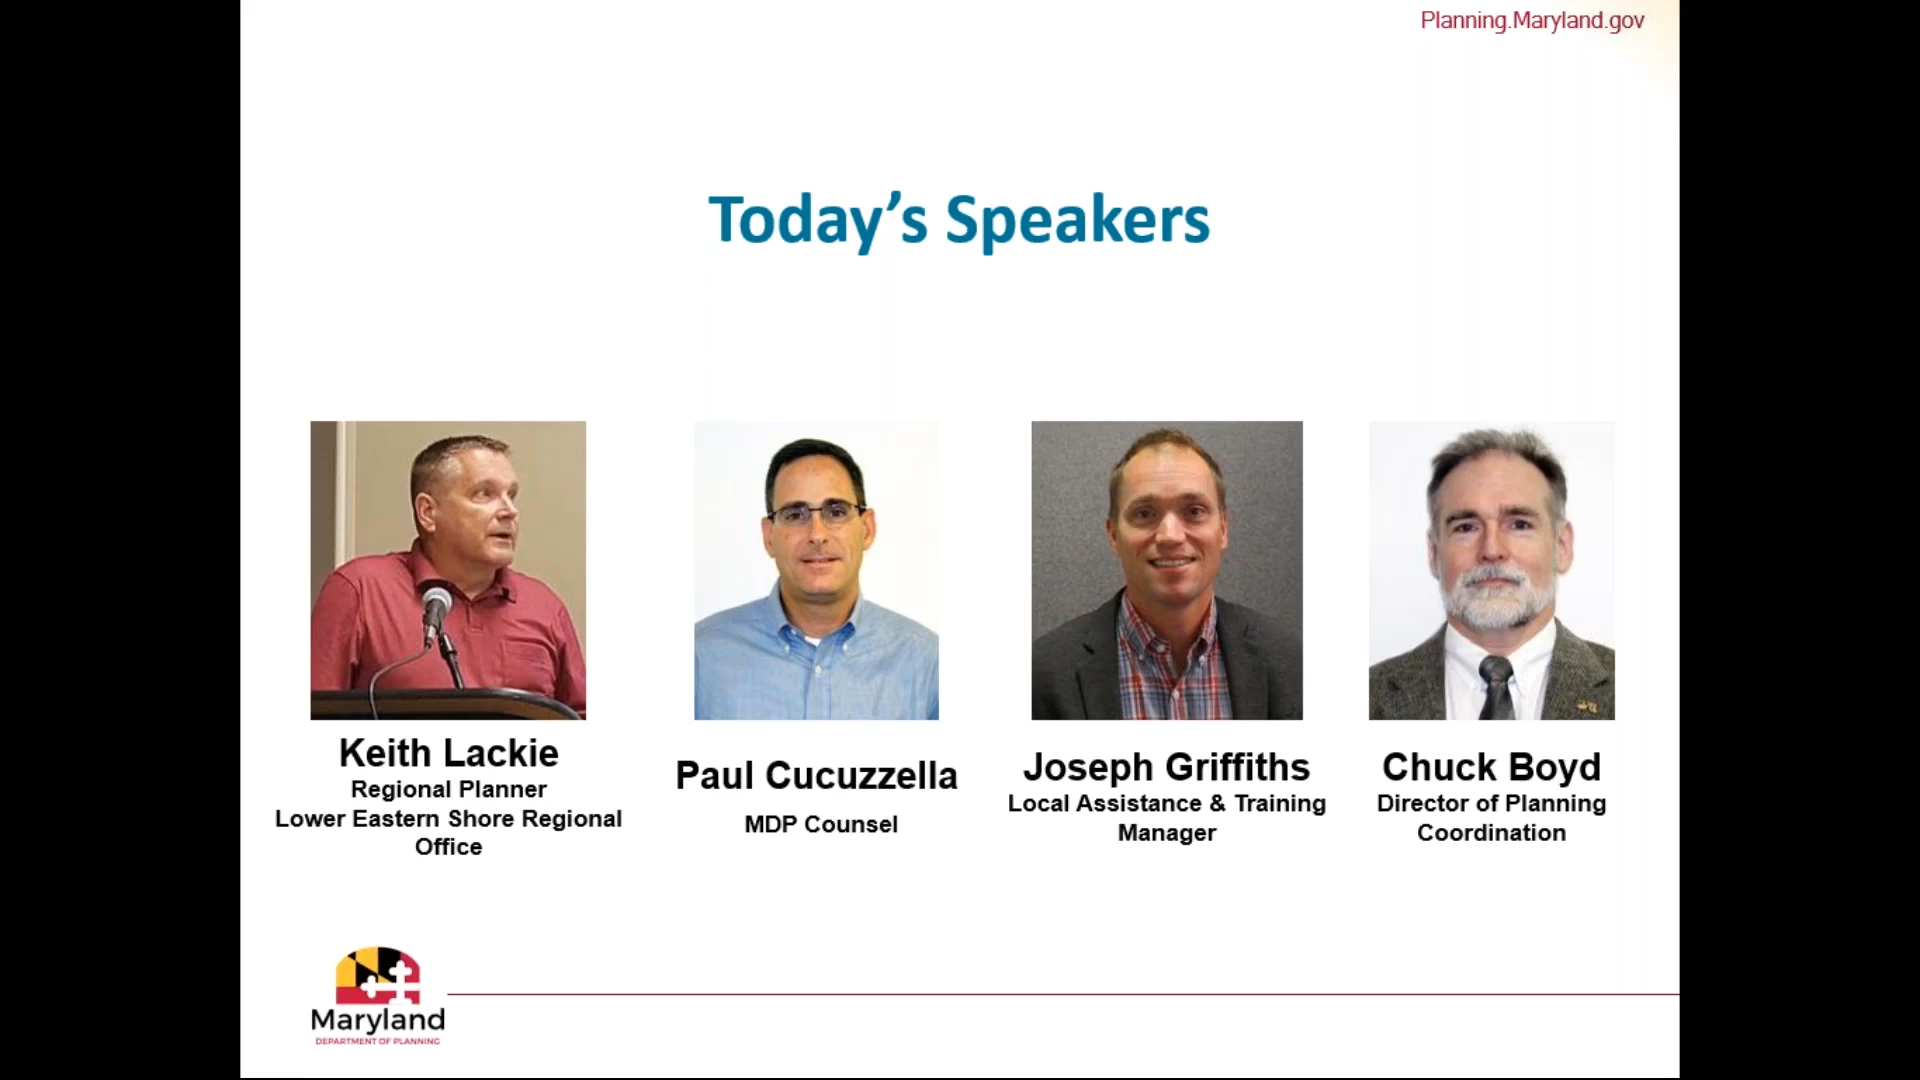 Planning.Maryland.gov
Today’s Speakers
Keith Lackie
Regional Planner
Lower Eastern Shore Regional
Office
Paul Cucuzzella
MDP Counsel
Joseph Griffiths
Local Assistance & Training
Manager
Chuck Boyd
Director of Planning
Coordination
Maryland
DEPARTMENT OF PLANNING